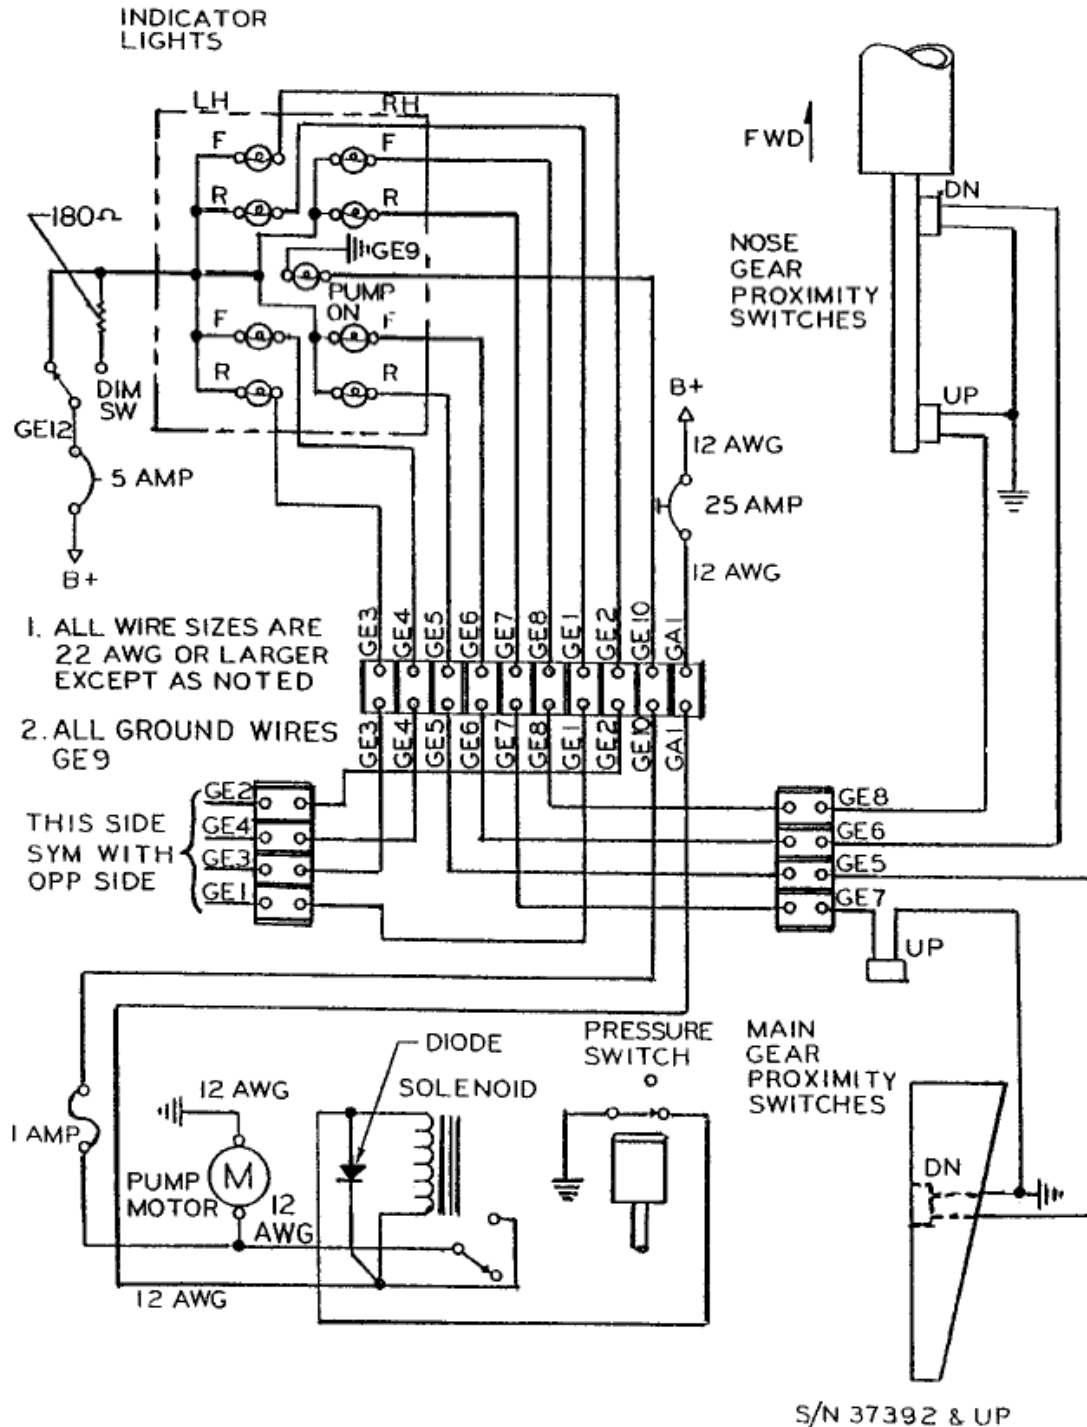 INDICATOR
LIGHTS
LH
RH
F
F
R
R
180Ω
GE9
PUMP
ON
F
F
R
R
DIM
SW
GE12
5 AMP
B+
FWD
DN
NOSE
GEAR
PROXIMITY
SWITCHES
UP
B+
12 AWG
25 AMP
12 AWG
1. ALL WIRE SIZES ARE
22 AWG OR LARGER
EXCEPT AS NOTED
2. ALL GROUND WIRES
GE9
GE3
GE4
GE5
GE6
GE7
GE8
GE1
GE2
GE10
GA1
GE3
GE4
GE5
GE6
GE7
GE8
GE1
GE2
GE10
GA1
THIS SIDE
SYM WITH
OPP SIDE
GE2
GE4
GE3
GE1
GE8
GE6
GE5
GE7
UP
DIODE
SOLENOID
PRESSURE
SWITCH
MAIN
GEAR
PROXIMITY
SWITCHES
1 AMP
12 AWG
PUMP
MOTOR
M
12
AWG
12 AWG
DN
S/N 37392 & UP